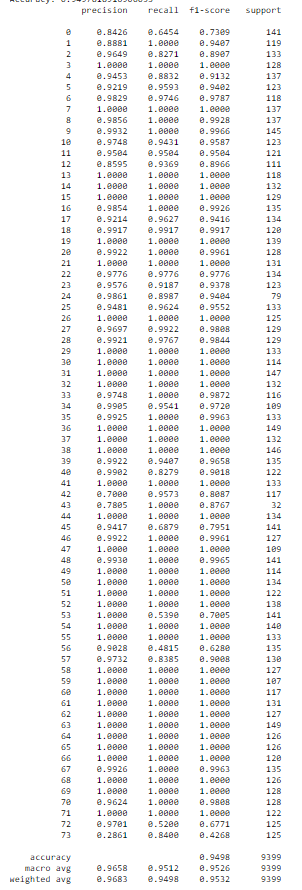 precision recall f1-score support
0 0.8426 0.6454 0.7309 141
1 0.8881 1.0000 0.9407 119
2 0.9649 0.8271 0.8907 133
3 1.0000 1.0000 1.0000 128
4 0.9453 0.8832 0.9132 137
5 0.9219 0.9593 0.9402 123
6 0.9829 0.9746 0.9787 118
7 1.0000 1.0000 1.0000 138
8 0.9856 1.0000 0.9928 137
9 0.9932 1.0000 0.9966 145
10 0.9748 0.9431 0.9587 123
11 0.9504 0.9504 0.9504 121
12 0.8595 0.9369 0.8966 111
13 1.0000 1.0000 1.0000 118
14 1.0000 1.0000 1.0000 132
15 1.0000 1.0000 1.0000 129
16 0.9854 1.0000 0.9926 135
17 0.9214 0.9627 0.9416 134
18 0.9917 0.9917 0.9917 120
19 1.0000 1.0000 1.0000 139
20 0.9922 1.0000 0.9961 128
21 1.0000 1.0000 1.0000 131
22 0.9776 0.9776 0.9776 134
23 0.9576 0.9187 0.9378 123
24 0.9861 0.8987 0.9404 79
25 0.9481 0.9624 0.9552 133
26 1.0000 1.0000 1.0000 125
27 0.9697 0.9922 0.9808 129
28 0.9921 0.9767 0.9844 129
29 1.0000 1.0000 1.0000 133
30 1.0000 1.0000 1.0000 114
31 1.0000 1.0000 1.0000 147
32 1.0000 1.0000 1.0000 132
33 0.9748 1.0000 0.9872 116
34 0.9905 0.9541 0.9720 109
35 0.9925 1.0000 0.9963 133
36 1.0000 1.0000 1.0000 149
37 1.0000 1.0000 1.0000 132
38 1.0000 1.0000 1.0000 146
39 0.9922 0.9407 0.9658 135
40 0.9902 0.8279 0.9018 122
41 1.0000 1.0000 1.0000 133
42 0.7000 0.9573 0.8087 117
43 0.7805 1.0000 0.8767 32
44 1.0000 1.0000 1.0000 134
45 0.9417 0.6879 0.7951 141
46 0.9922 1.0000 0.9961 127
47 1.0000 1.0000 1.0000 109
48 0.9930 1.0000 0.9965 141
49 1.0000 1.0000 1.0000 114
50 1.0000 1.0000 1.0000 134
51 1.0000 1.0000 1.0000 122
52 1.0000 1.0000 1.0000 138
53 1.0000 0.5390 0.7005 141
54 1.0000 1.0000 1.0000 140
55 1.0000 1.0000 1.0000 133
56 0.9028 0.4815 0.6280 135
57 0.9732 0.8385 0.9008 130
58 1.0000 1.0000 1.0000 127
59 1.0000 1.0000 1.0000 107
60 1.0000 1.0000 1.0000 117
61 1.0000 1.0000 1.0000 131
62 1.0000 1.0000 1.0000 127
63 1.0000 1.0000 1.0000 149
64 1.0000 1.0000 1.0000 126
65 1.0000 1.0000 1.0000 126
66 1.0000 1.0000 1.0000 120
67 0.9926 1.0000 0.9963 135
68 1.0000 1.0000 1.0000 126
69 1.0000 1.0000 1.0000 128
70 0.9624 1.0000 0.9808 128
71 1.0000 1.0000 1.0000 122
72 0.9701 0.5200 0.6771 125
73 0.2861 0.8400 0.4268 125
accuracy 0.9498 9399
macro avg 0.9658 0.9512 0.9526 9399
weighted avg 0.9683 0.9498 0.9532 9399